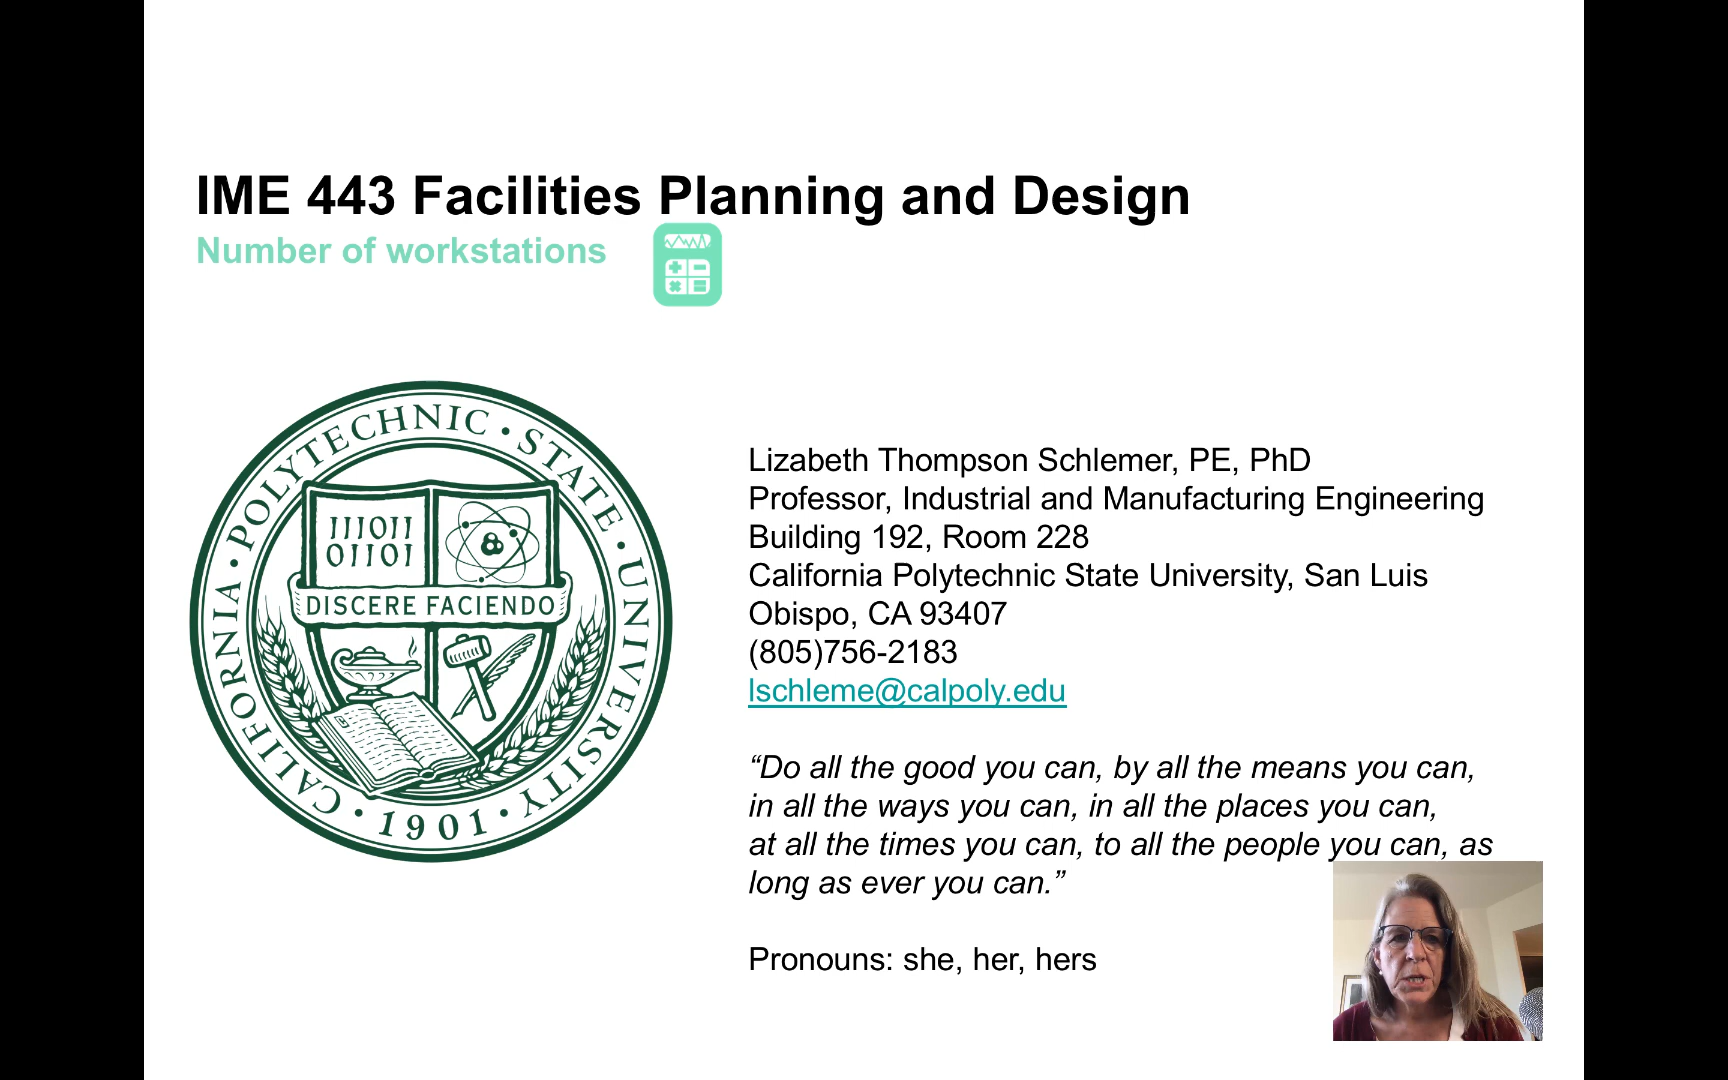 IME 443 Facilities Planning and Design
Number of workstations
CALIFORNIA • POLYTECHNIC • STATE • UNIVERSITY •
111011
01101
DISCERE FACIENDO
• 1901 •
Lizabeth Thompson Schlemer, PE, PhD
Professor, Industrial and Manufacturing Engineering
Building 192, Room 228
California Polytechnic State University, San Luis
Obispo, CA 93407
(805)756-2183
lschleme@calpoly.edu
“Do all the good you can, by all the means you can,
in all the ways you can, in all the places you can,
at all the times you can, to all the people you can, as
long as ever you can.”
Pronouns: she, her, hers